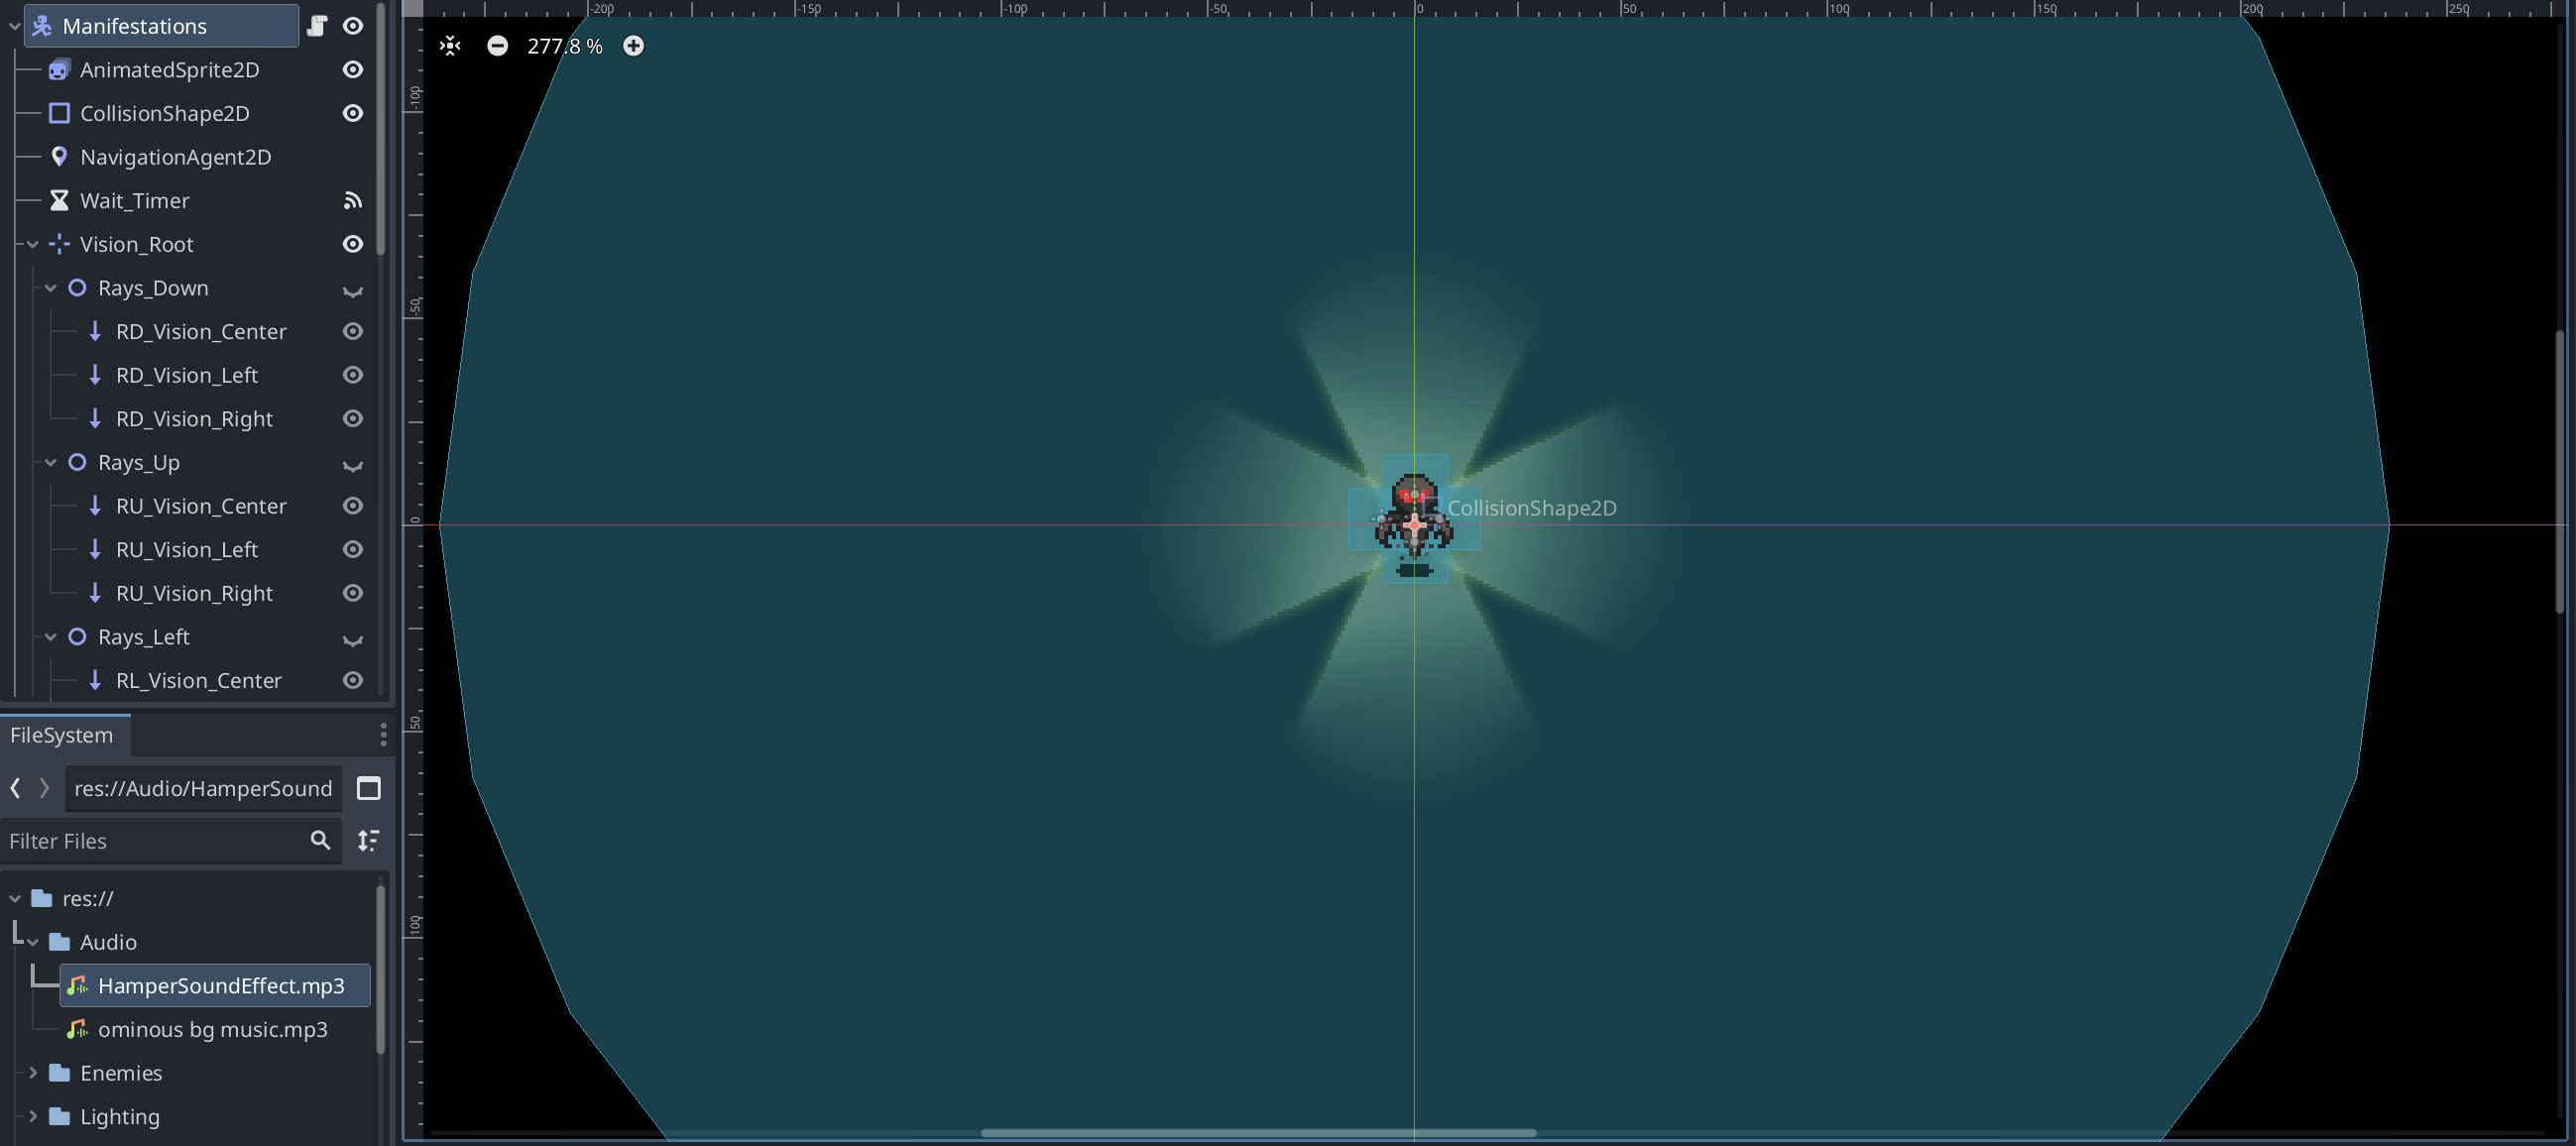 Manifestations
AnimatedSprite2D
CollisionShape2D
NavigationAgent2D
Wait_Timer
Vision_Root
Rays_Down
RD_Vision_Center
RD_Vision_Left
RD_Vision_Right
Rays_Up
RU_Vision_Center
RU_Vision_Left
RU_Vision_Right
Rays_Left
RL_Vision_Center
FileSystem
res://Audio/HamperSound
Filter Files
res://
Audio
HamperSoundEffect.mp3
ominous bg music.mp3
Enemies
Lighting
-200 -150 -100 -50 0 50 100 150 200 250
277.8 %
-100
-50
0
50
100
CollisionShape2D